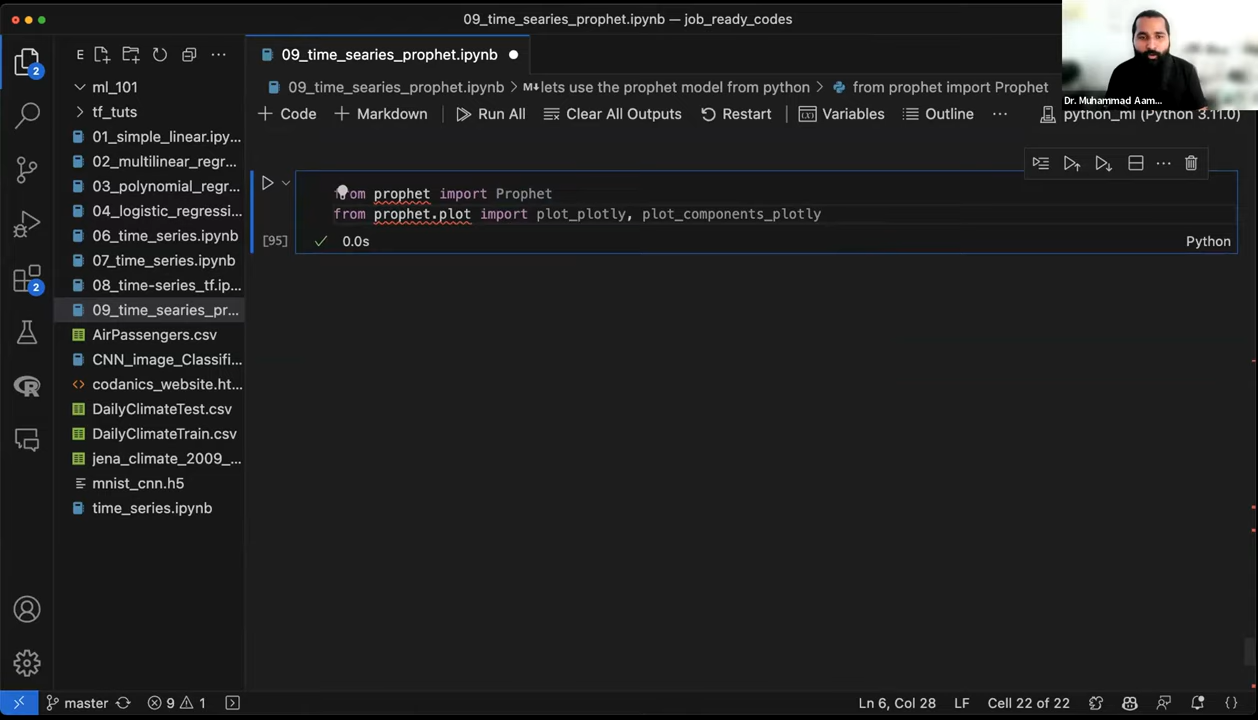 09_time_searies_prophet.ipynb — job_ready_codes
E
09_time_searies_prophet.ipynb
Dr. Muhammad Aam...
2
ml_101
09_time_searies_prophet.ipynb > M↓lets use the prophet model from python > from prophet import Prophet
tf_tuts
+ Code + Markdown Run All Clear All Outputs Restart Variables Outline ... python_ml (Python 3.11.0)
01_simple_linear.ipy...
02_multilinear_regr...
03_polynomial_regr...
from prophet import Prophet
04_logistic_regressi...
from prophet.plot import plot_plotly, plot_components_plotly
06_time_series.ipynb
[95] 0.0s Python
07_time_series.ipynb
08_time-series_tf.ip...
2
09_time_searies_pr...
AirPassengers.csv
CNN_image_Classifi...
codanics_website.ht...
DailyClimateTest.csv
DailyClimateTrain.csv
jena_climate_2009_...
mnist_cnn.h5
time_series.ipynb
master 9 1 Ln 6, Col 28 LF Cell 22 of 22